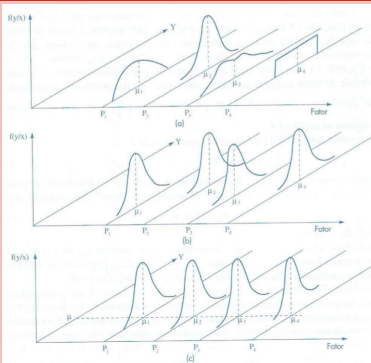 f(y/x)
Y
μ₁
μ₂
μ₃
μ₄
P₁ P₂ P₃ P₄ Fator
(a)
f(y/x)
Y
μ₁
μ₂
μ₃
μ₄
P₁ P₂ P₃ P₄ Fator
(b)
f(y/x)
Y
μ
μ₁
μ₂
μ₃
μ₄
P₁ P₂ P₃ P₄ Fator
(c)